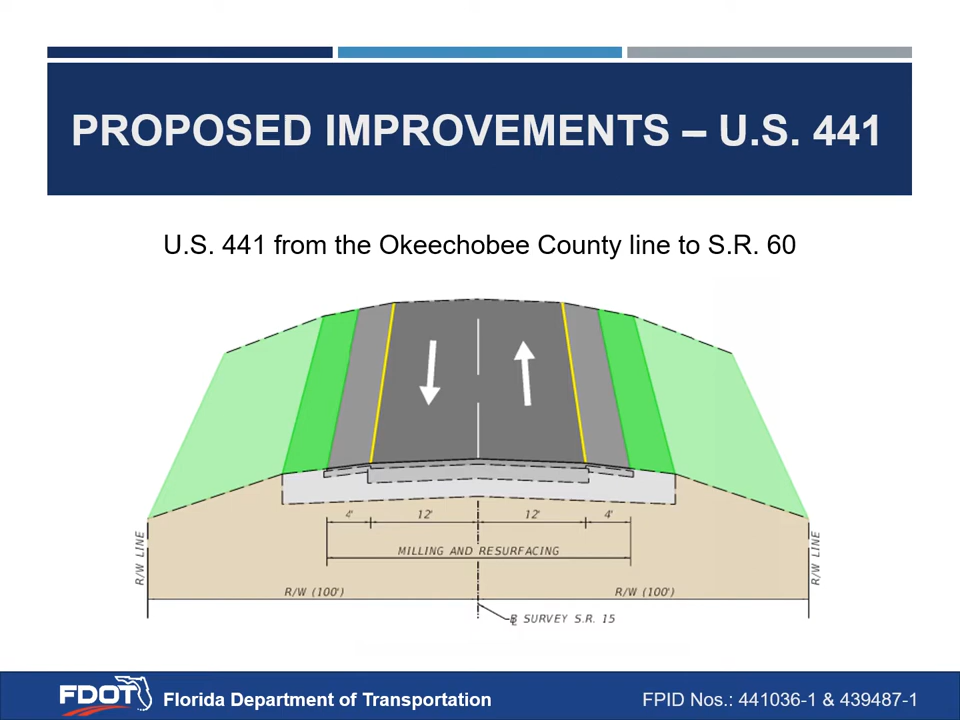 PROPOSED IMPROVEMENTS – U.S. 441
U.S. 441 from the Okeechobee County line to S.R. 60
4' 12' 12' 4'
MILLING AND RESURFACING
R/W LINE
R/W LINE
R/W (100') R/W (100')
℄ SURVEY S.R. 15
FDOT Florida Department of Transportation FPID Nos.: 441036-1 & 439487-1